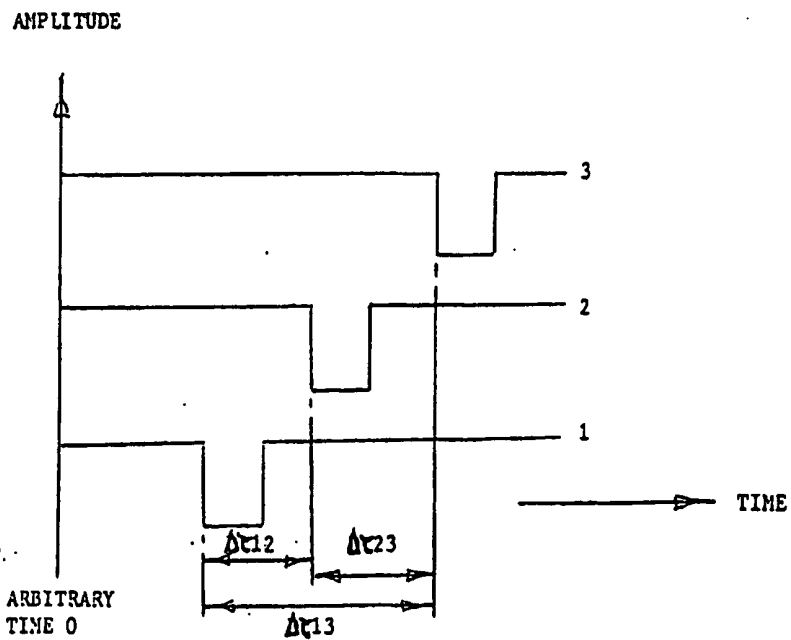 AMPLITUDE
3
2
1
TIME
Δτ12
Δτ23
ARBITRARY
TIME 0
Δτ13